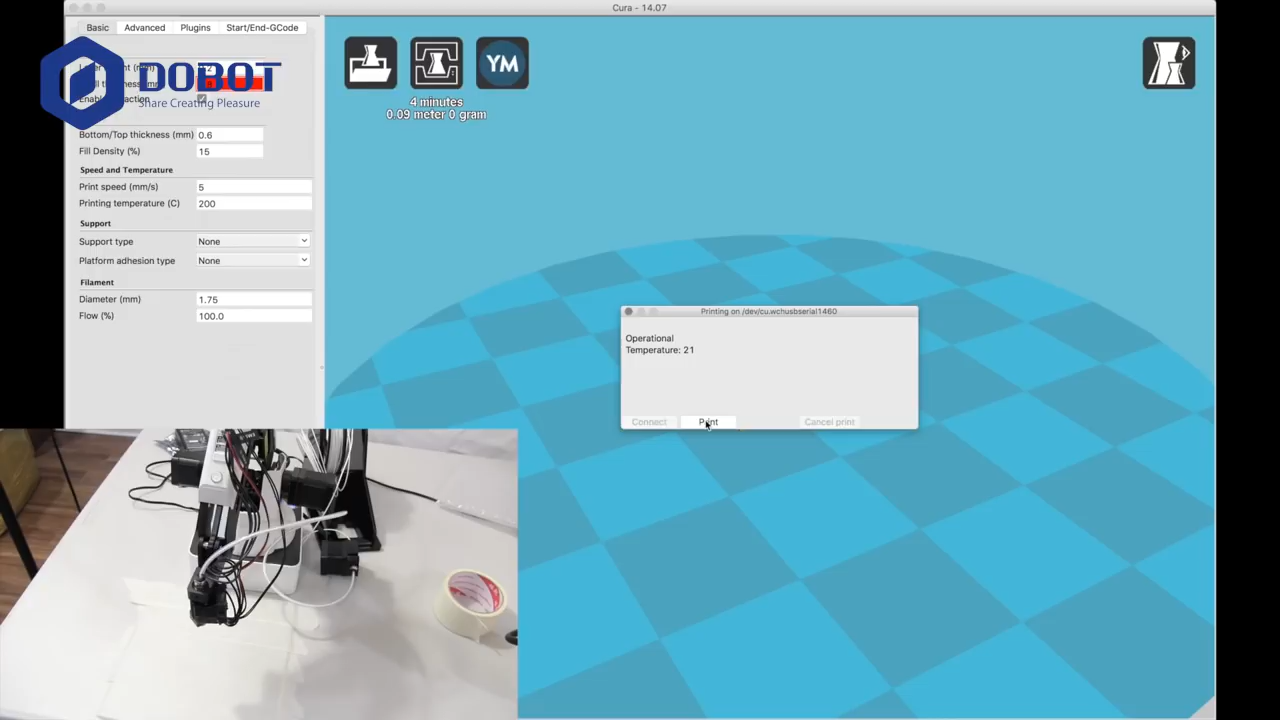 Cura - 14.07
Basic
Advanced
Plugins
Start/End-GCode
DOBOT
Share Creating Pleasure
YM
4 minutes
0.09 meter 0 gram
Bottom/Top thickness (mm) 0.6
Fill Density (%) 15
Speed and Temperature
Print speed (mm/s) 5
Printing temperature (C) 200
Support
Support type None
Platform adhesion type None
Filament
Diameter (mm) 1.75
Flow (%) 100.0
Printing on /dev/cu.wchusbserial1460
Operational
Temperature: 21
Connect
Print
Cancel print